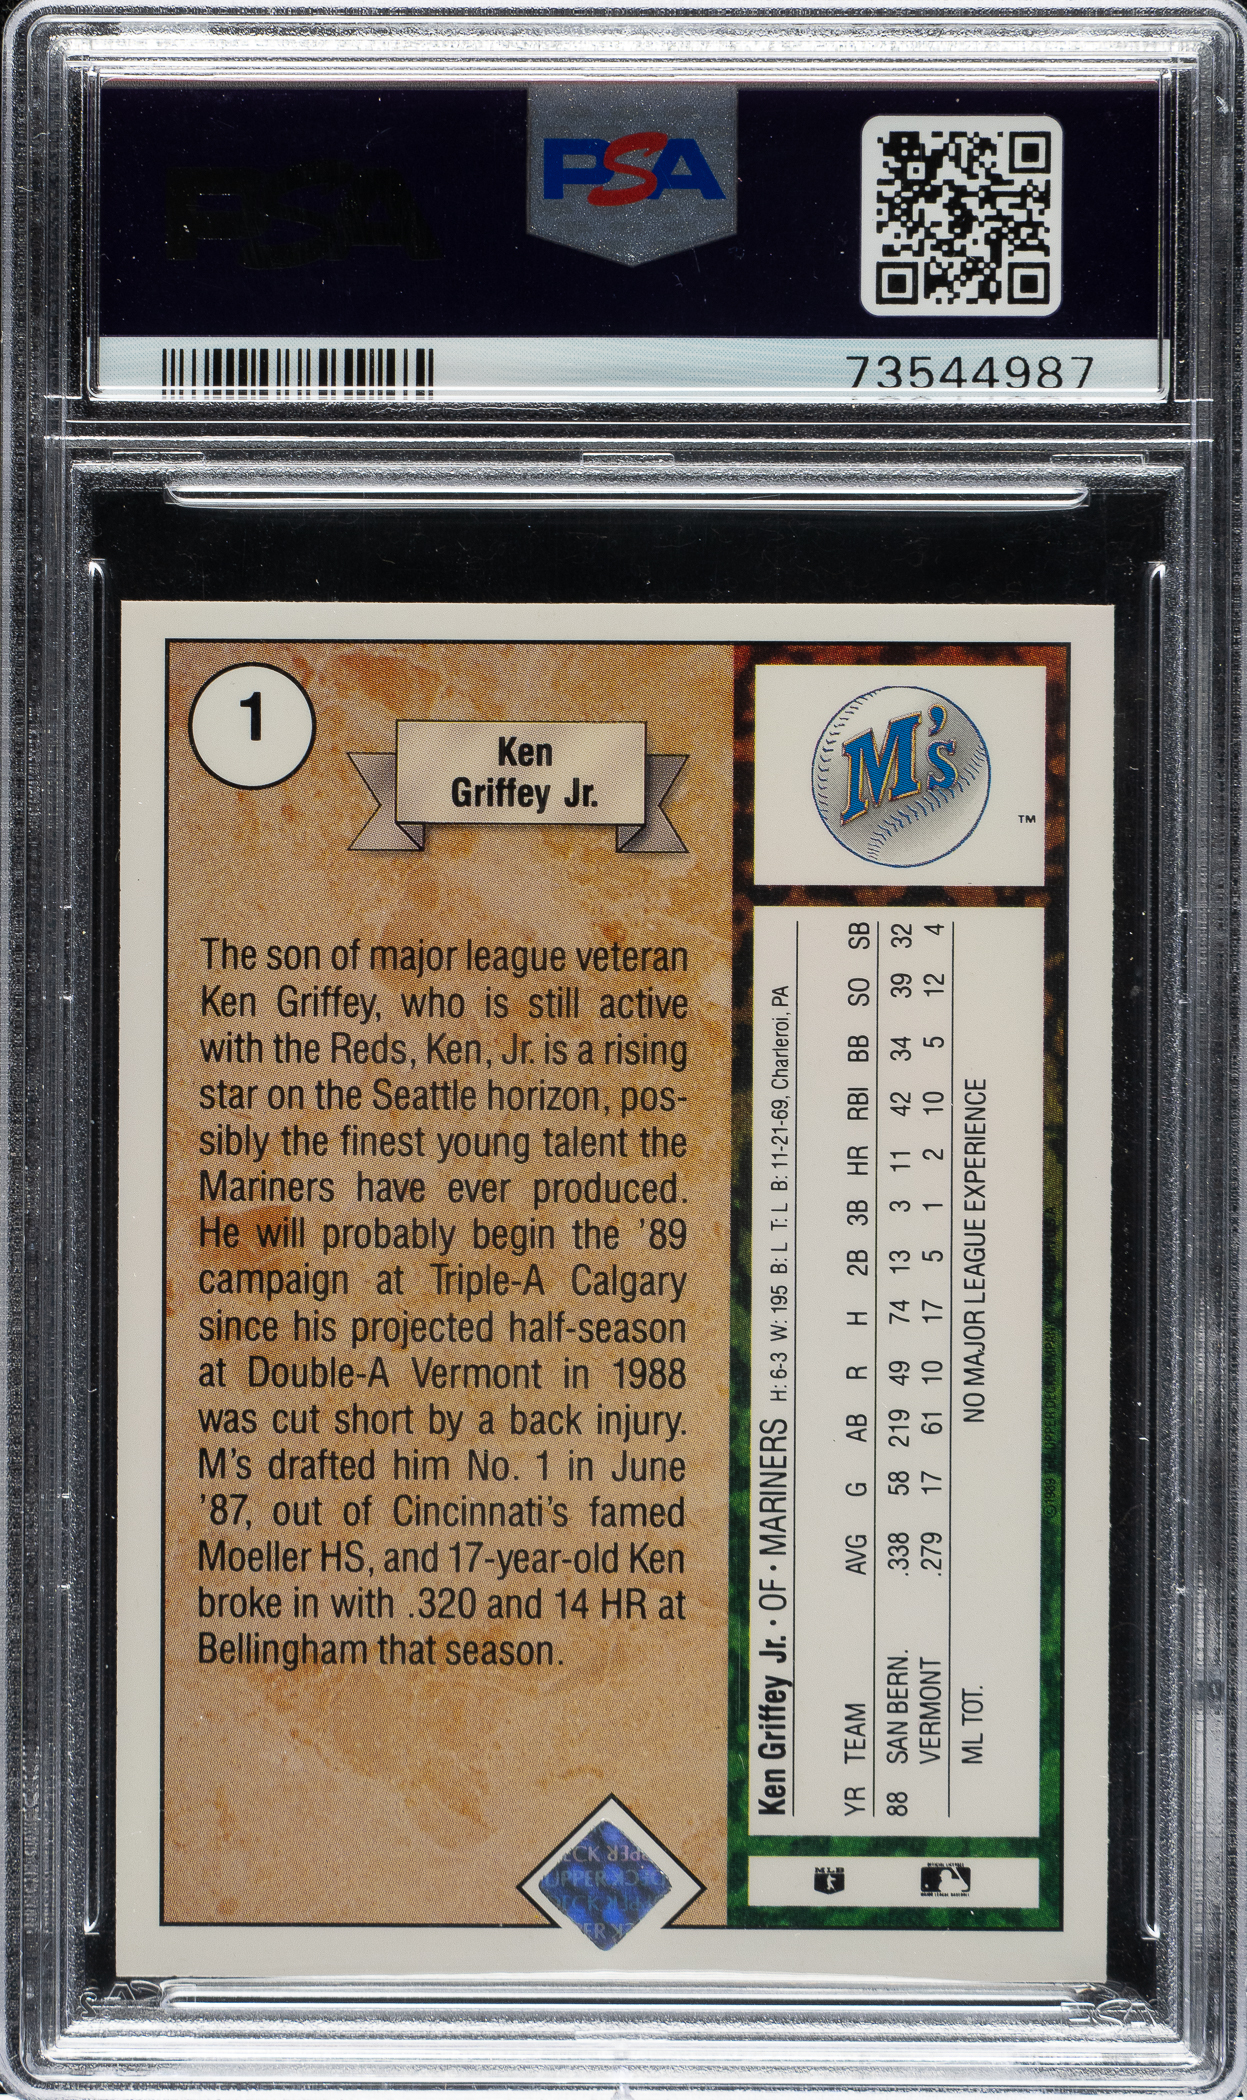 PSA
PSA
73544987
1
Ken
Griffey Jr.
M's
TM
The son of major league veteran
Ken Griffey, who is still active
with the Reds, Ken, Jr. is a rising
star on the Seattle horizon, pos-
sibly the finest young talent the
Mariners have ever produced.
He will probably begin the '89
campaign at Triple-A Calgary
since his projected half-season
at Double-A Vermont in 1988
was cut short by a back injury.
M's drafted him No. 1 in June
'87, out of Cincinnati's famed
Moeller HS, and 17-year-old Ken
broke in with .320 and 14 HR at
Bellingham that season.
Ken Griffey Jr. • OF • MARINERS H: 6-3 W: 195 B: L T: L B: 11-21-69, Charleroi, PA
YR TEAM AVG G AB R H 2B 3B HR RBI BB SO SB
88 SAN BERN. .338 58 219 49 74 13 3 11 42 34 39 32
VERMONT .279 17 61 10 17 5 1 2 10 5 12 4
ML TOT. NO MAJOR LEAGUE EXPERIENCE
©1989 THE UPPER DECK COMPANY
UPPER
MLB